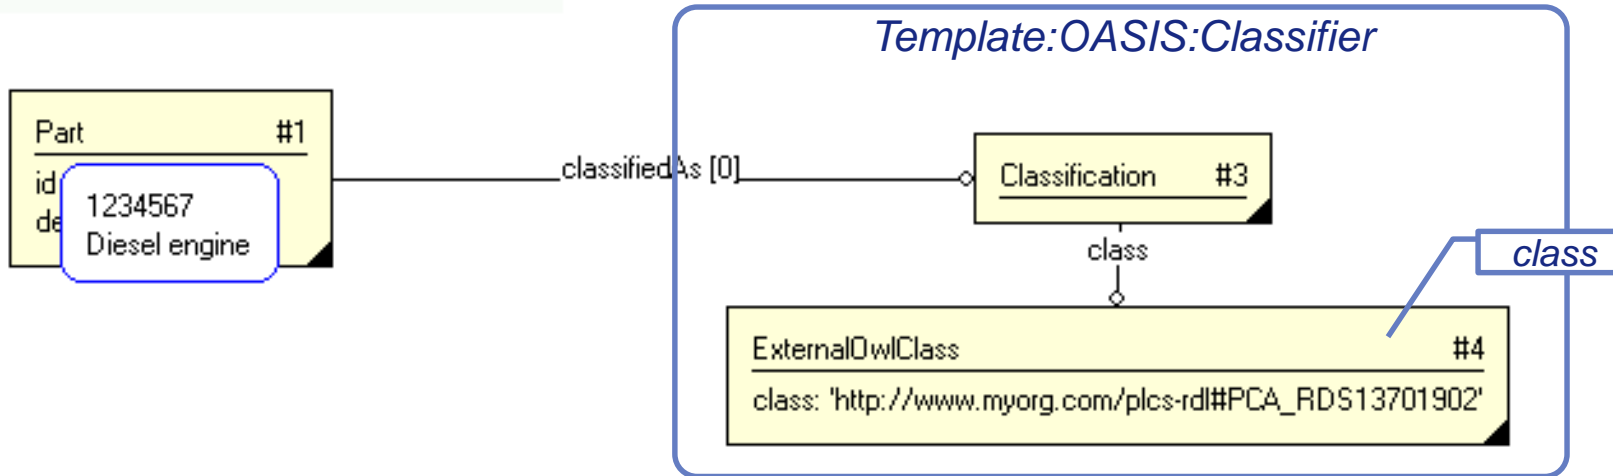 Template:OASIS:Classifier
Part #1
id
de
1234567
Diesel engine
classifiedAs [0]
Classification #3
class
class
ExternalOwlClass #4
class: 'http://www.myorg.com/plcs-rdl#PCA_RDS13701902'